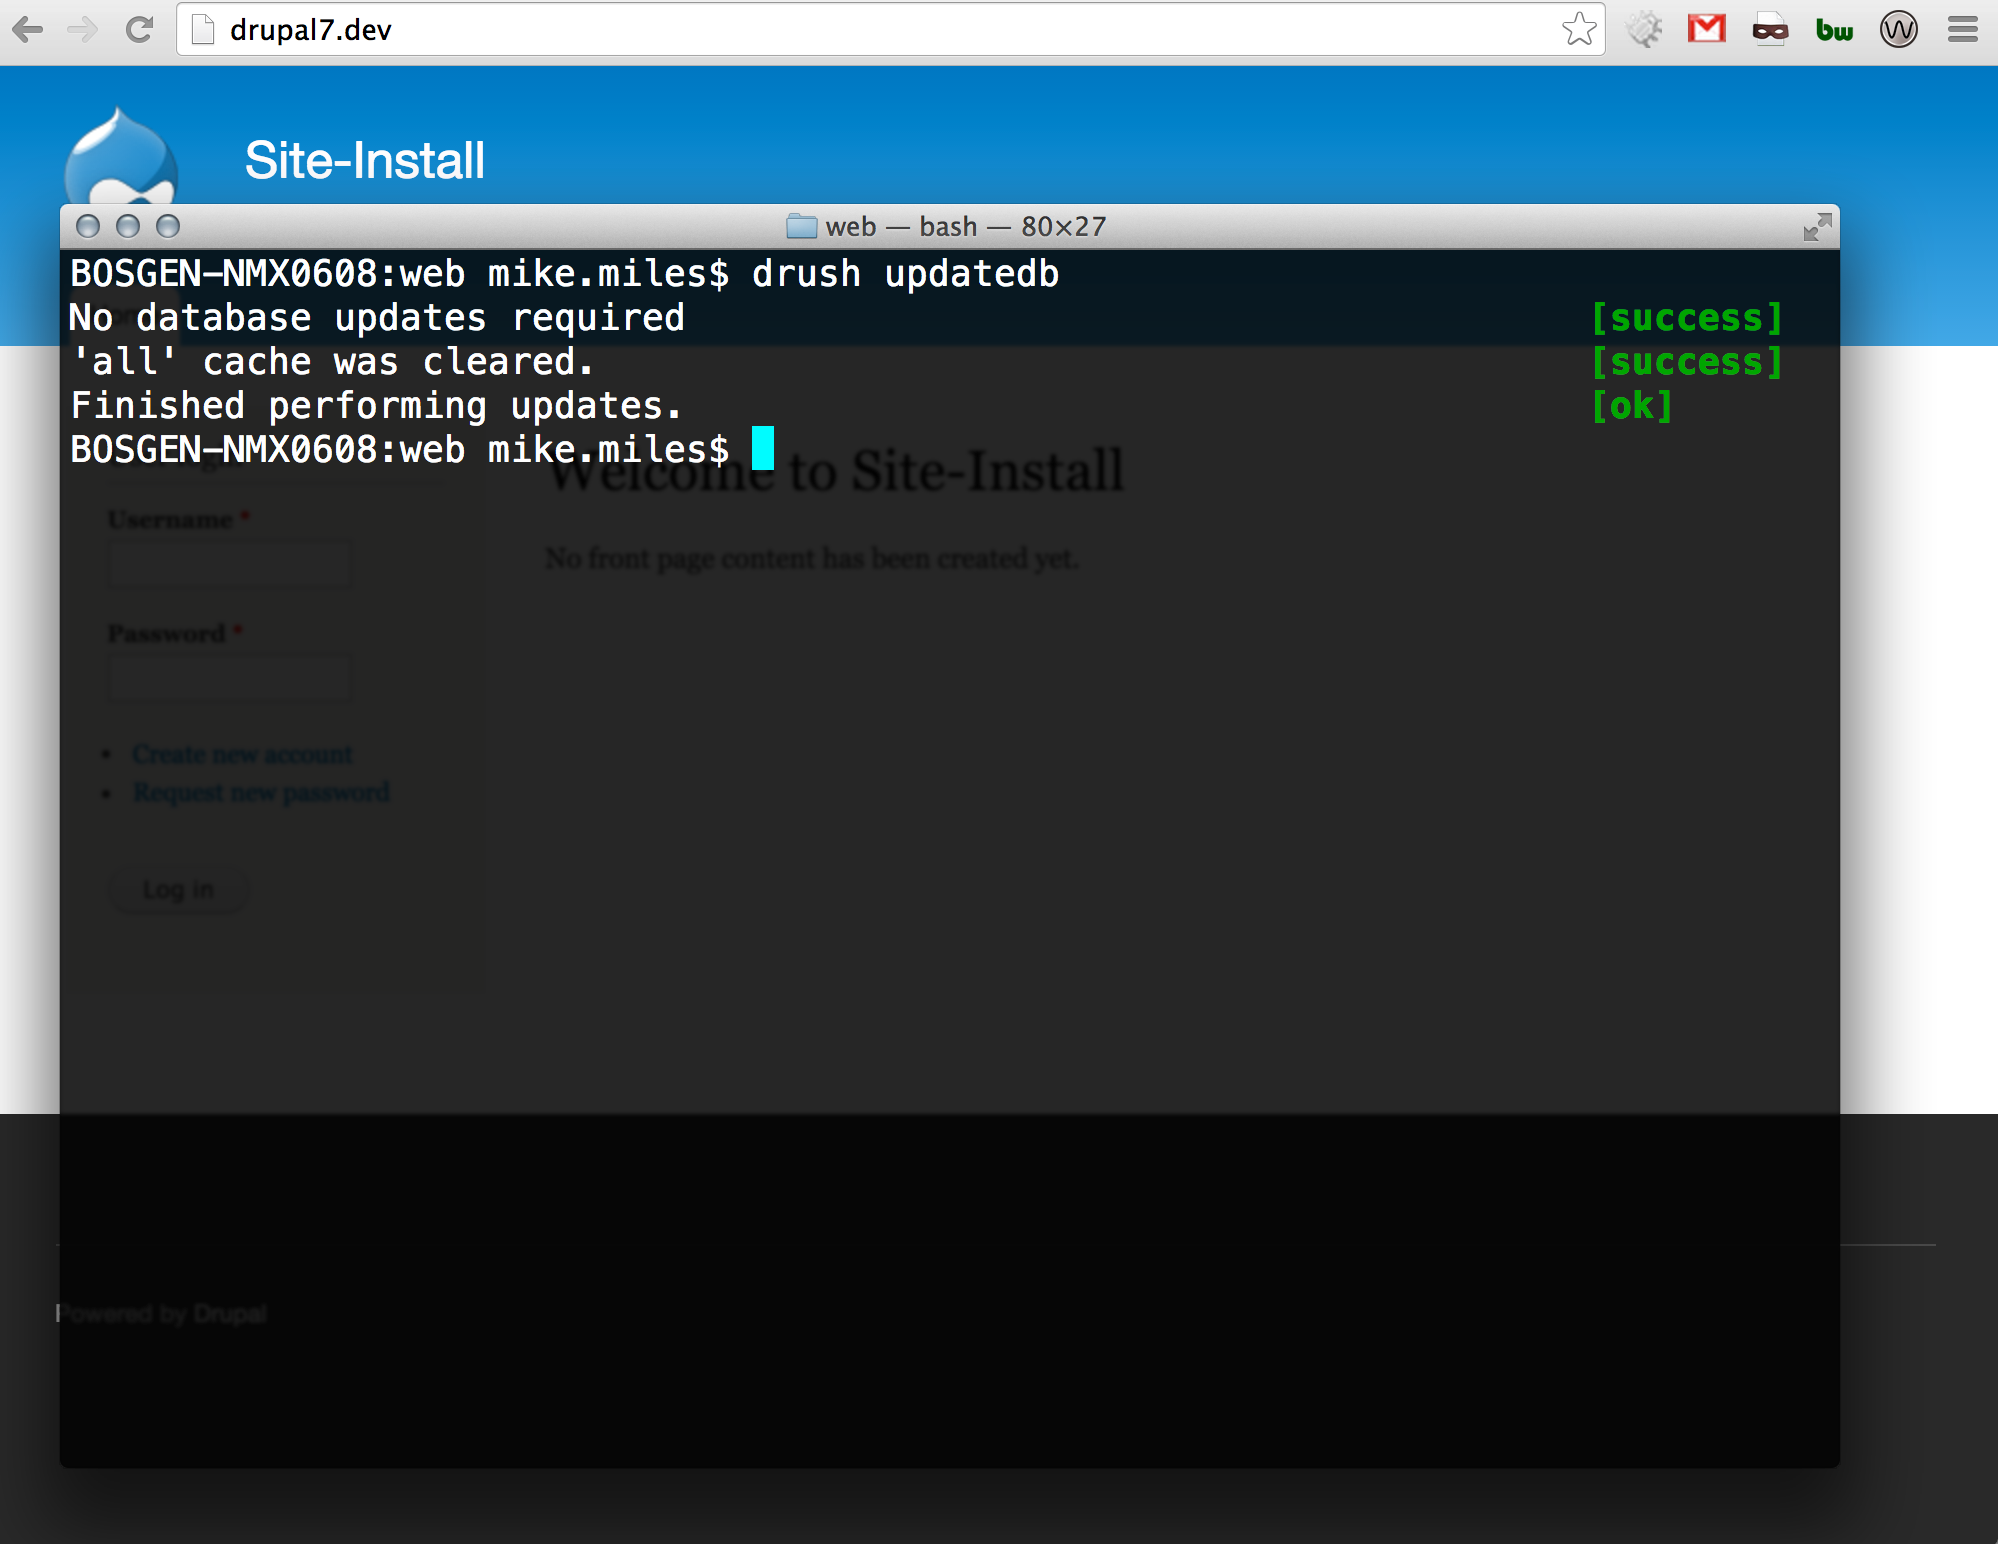 drupal7.dev
bw
Site-Install
web — bash — 80×27
BOSGEN-NMX0608:web mike.miles$ drush updatedb
No database updates required [success]
'all' cache was cleared. [success]
Finished performing updates. [ok]
BOSGEN-NMX0608:web mike.miles$
Welcome to Site-Install
Username *
No front page content has been created yet.
Password *
Create new account
Request new password
Log in
Powered by Drupal